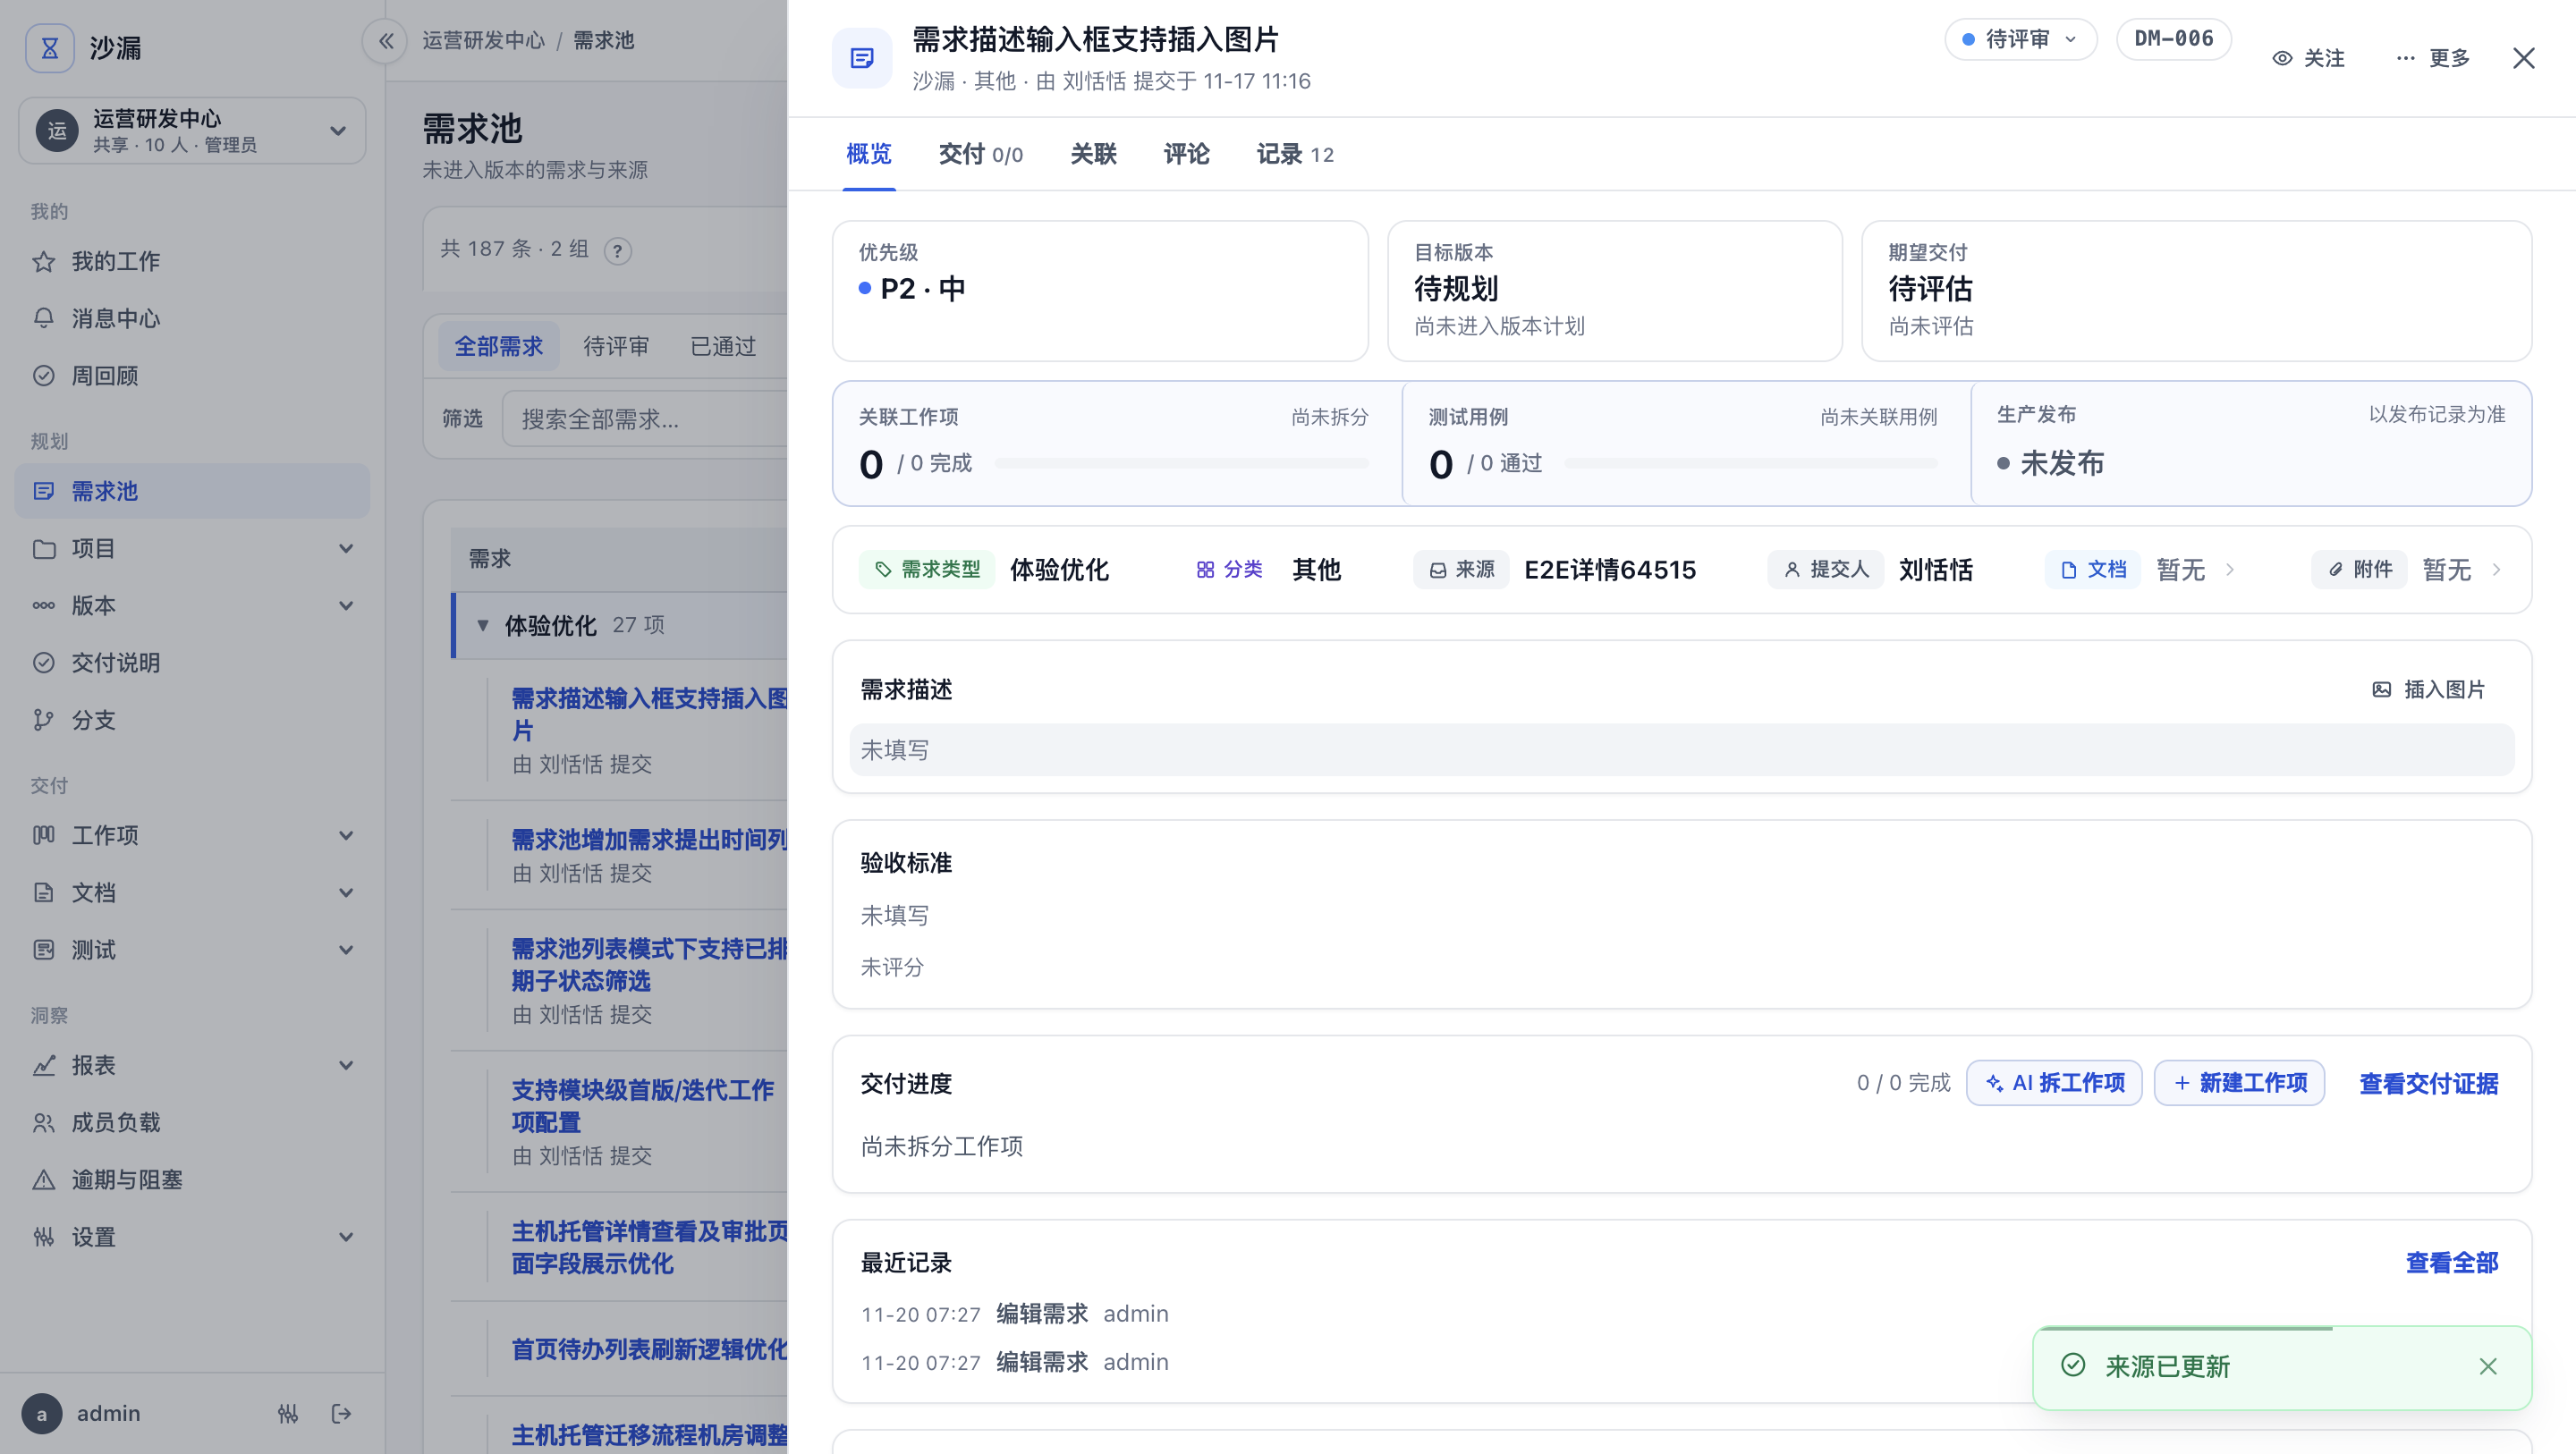 沙漏
运
运营研发中心
共享 · 10 人 · 管理员
我的
我的工作
消息中心
周回顾
规划
需求池
项目
版本
交付说明
分支
交付
工作项
文档
测试
洞察
报表
成员负载
逾期与阻塞
设置
a
admin
运营研发中心 / 需求池
需求池
未进入版本的需求与来源
共 187 条 · 2 组 ?
全部需求 待评审 已通过
筛选 搜索全部需求...
需求
体验优化 27 项
需求描述输入框支持插入图
片
由 刘恬恬 提交
需求池增加需求提出时间列
由 刘恬恬 提交
需求池列表模式下支持已排
期子状态筛选
由 刘恬恬 提交
支持模块级首版/迭代工作
项配置
由 刘恬恬 提交
主机托管详情查看及审批页
面字段展示优化
首页待办列表刷新逻辑优化
主机托管迁移流程机房调整
需求描述输入框支持插入图片
沙漏 · 其他 · 由 刘恬恬 提交于 11-17 11:16
待评审
DM-006
关注
··· 更多
概览 交付 0/0 关联 评论 记录 12
优先级
P2 · 中
目标版本
待规划
尚未进入版本计划
期望交付
待评估
尚未评估
关联工作项 尚未拆分
0 / 0 完成
测试用例 尚未关联用例
0 / 0 通过
生产发布 以发布记录为准
未发布
需求类型 体验优化 分类 其他 来源 E2E详情64515 提交人 刘恬恬 文档 暂无 附件 暂无
需求描述 插入图片
未填写
验收标准
未填写
未评分
交付进度 0 / 0 完成 AI 拆工作项 + 新建工作项 查看交付证据
尚未拆分工作项
最近记录 查看全部
11-20 07:27 编辑需求 admin
11-20 07:27 编辑需求 admin
来源已更新